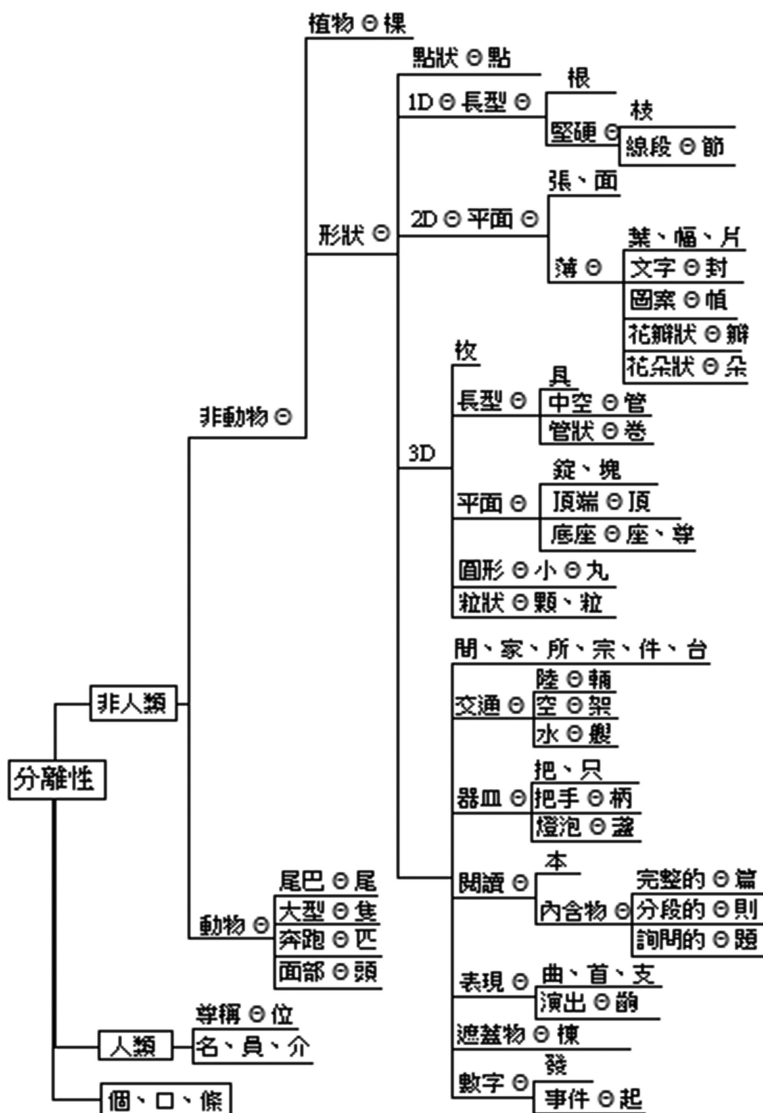 植物⊖棵
點狀⊖點
1D⊖長型⊖
根
堅硬⊖
枝
線段⊖節
形狀⊖
2D⊖平面⊖
張、面
薄⊖
葉、幅、片
文字⊖封
圖案⊖幀
花瓣狀⊖瓣
花朵狀⊖朵
非動物⊖
3D
枚
長型⊖
具
中空⊖管
管狀⊖卷
平面⊖
錠、塊
頂端⊖頂
底座⊖座、尊
圓形⊖小⊖丸
粒狀⊖顆、粒
間、家、所、宗、件、台
交通⊖
陸⊖輛
空⊖架
水⊖艘
器皿⊖
把、只
把手⊖柄
燈泡⊖盞
閱讀⊖
本
內含物⊖
完整的⊖篇
分段的⊖則
詢問的⊖題
表現⊖
曲、首、支
演出⊖齣
遮蓋物⊖棟
數字⊖
發
事件⊖起
非人類
分離性
動物⊖
尾巴⊖尾
大型⊖隻
奔跑⊖匹
面部⊖頭
人類
尊稱⊖位
名、員、介
個、口、條